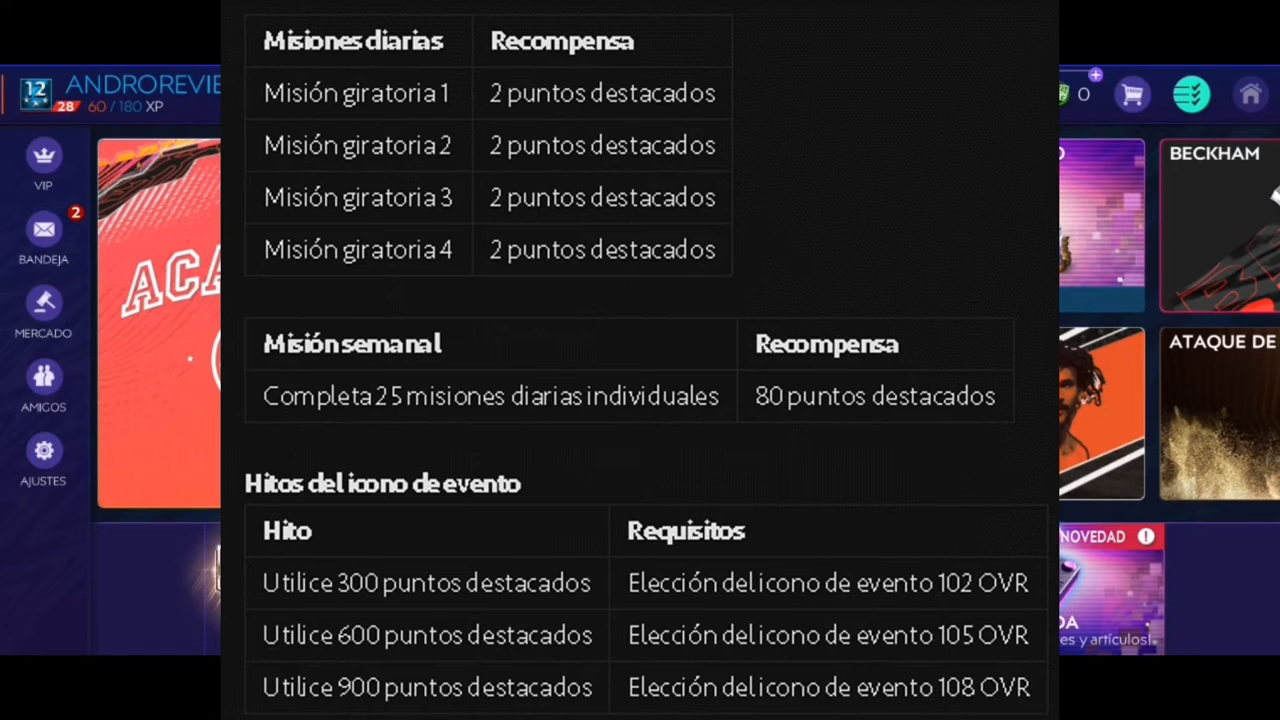 Misiones diarias Recompensa
Misión giratoria 1 2 puntos destacados
Misión giratoria 2 2 puntos destacados
Misión giratoria 3 2 puntos destacados
Misión giratoria 4 2 puntos destacados
Misión semanal Recompensa
Completa 25 misiones diarias individuales 80 puntos destacados
Hitos del icono de evento
Hito Requisitos
Utilice 300 puntos destacados Elección del icono de evento 102 OVR
Utilice 600 puntos destacados Elección del icono de evento 105 OVR
Utilice 900 puntos destacados Elección del icono de evento 108 OVR
12 ANDROREVIE
28 60 / 180 XP
0
VIP
2
BANDEJA
MERCADO
AMIGOS
AJUSTES
ACA
BECKHAM
ATAQUE DE
NOVEDAD !
DA
es y artículos!